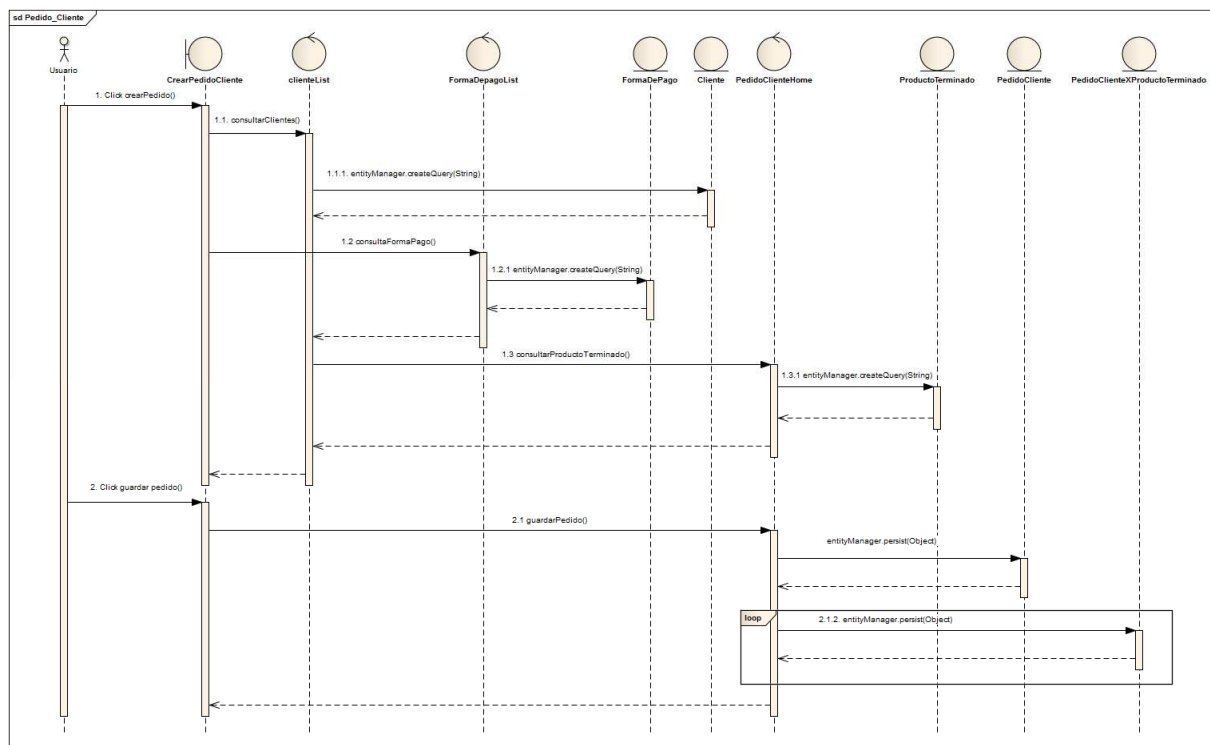 sd Pedido_Cliente
Usuario
CrearPedidoCliente
clienteList
FormaDepagoList
FormaDePago
Cliente
PedidoClienteHome
ProductoTerminado
PedidoCliente
PedidoClienteXProductoTerminado
1. Click crearPedido()
1.1. consultarClientes()
1.1.1. entityManager.createQuery(String)
1.2 consultaFormaPago()
1.2.1 entityManager.createQuery(String)
1.3 consultarProductoTerminado()
1.3.1 entityManager.createQuery(String)
2. Click guardar pedido()
2.1 guardarPedido()
entityManager.persist(Object)
loop
2.1.2. entityManager.persist(Object)